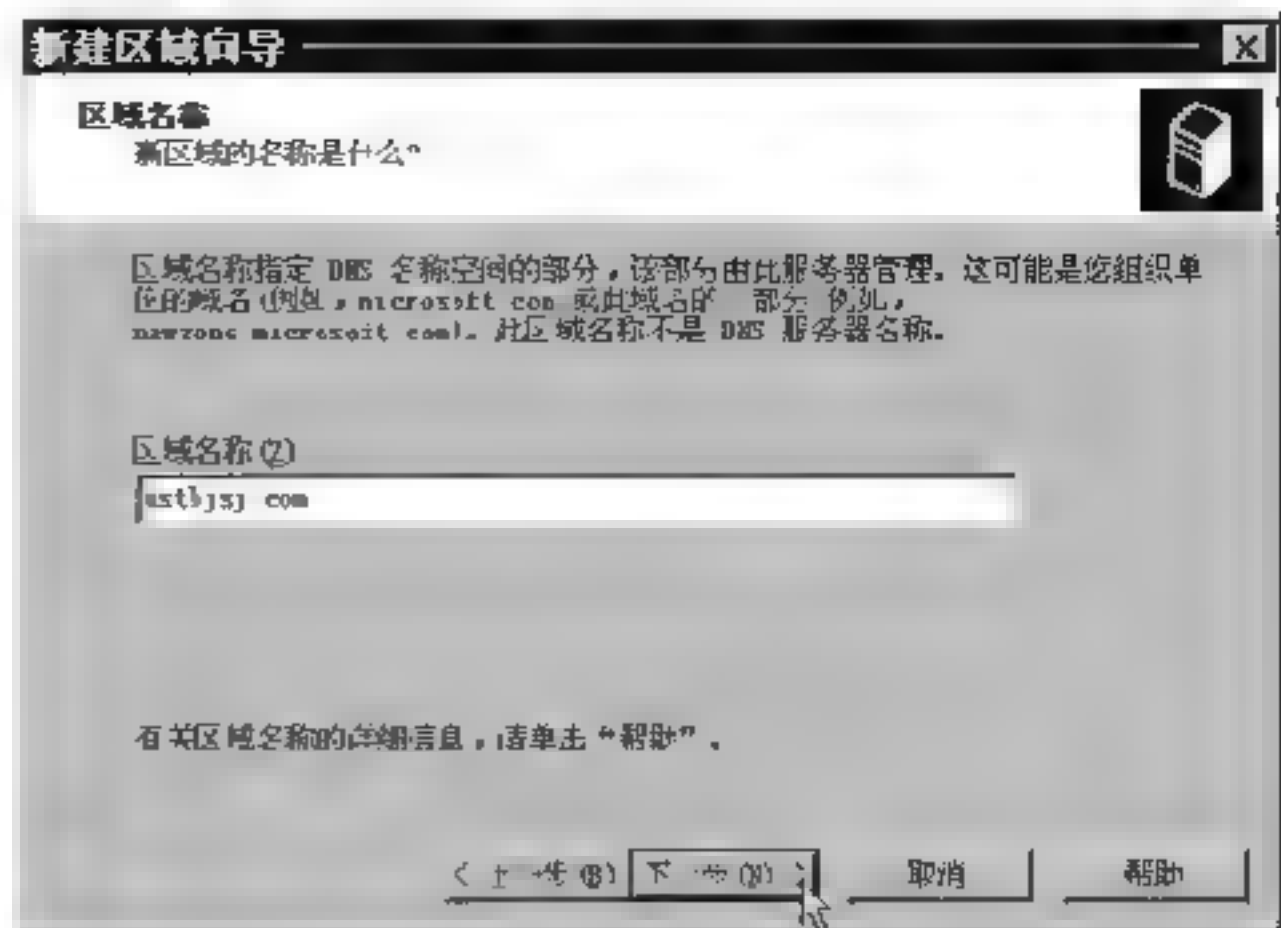 新建区域向导
区域名称
新区域的名称是什么?
区域名称指定 DNS 名称空间的部分，该部分由此服务器管理。这可能是您组织单
位的域名(例如，microsoft com 或此域名的 部分 例如，
newzone microsoft com)。此区域名称不是 DNS 服务器名称。
区域名称(Z)
com
有关区域名称的详细信息，请单击“帮助”。
< 上一步(B) 下一步(N) > 取消 帮助